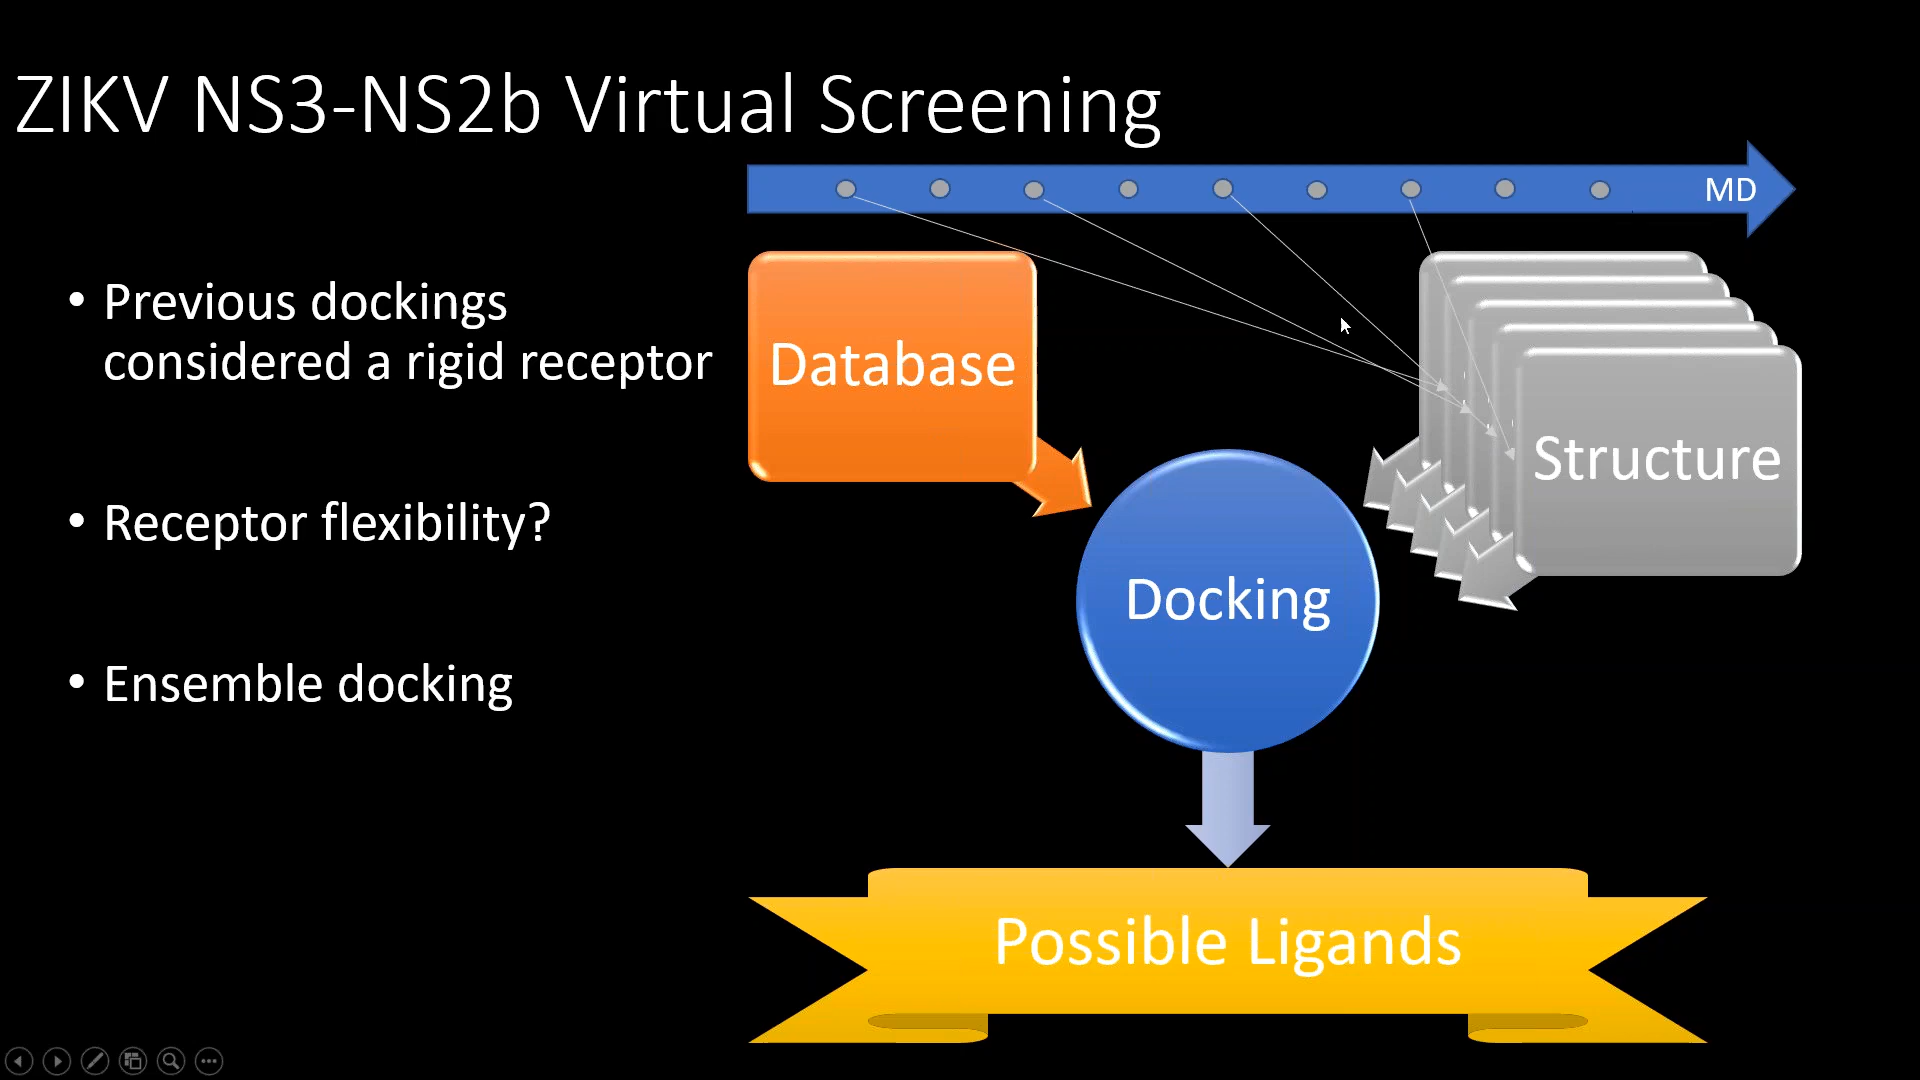 ZIKV NS3-NS2b Virtual Screening
MD
• Previous dockings
considered a rigid receptor
• Receptor flexibility?
• Ensemble docking
Database
Structure
Docking
Possible Ligands